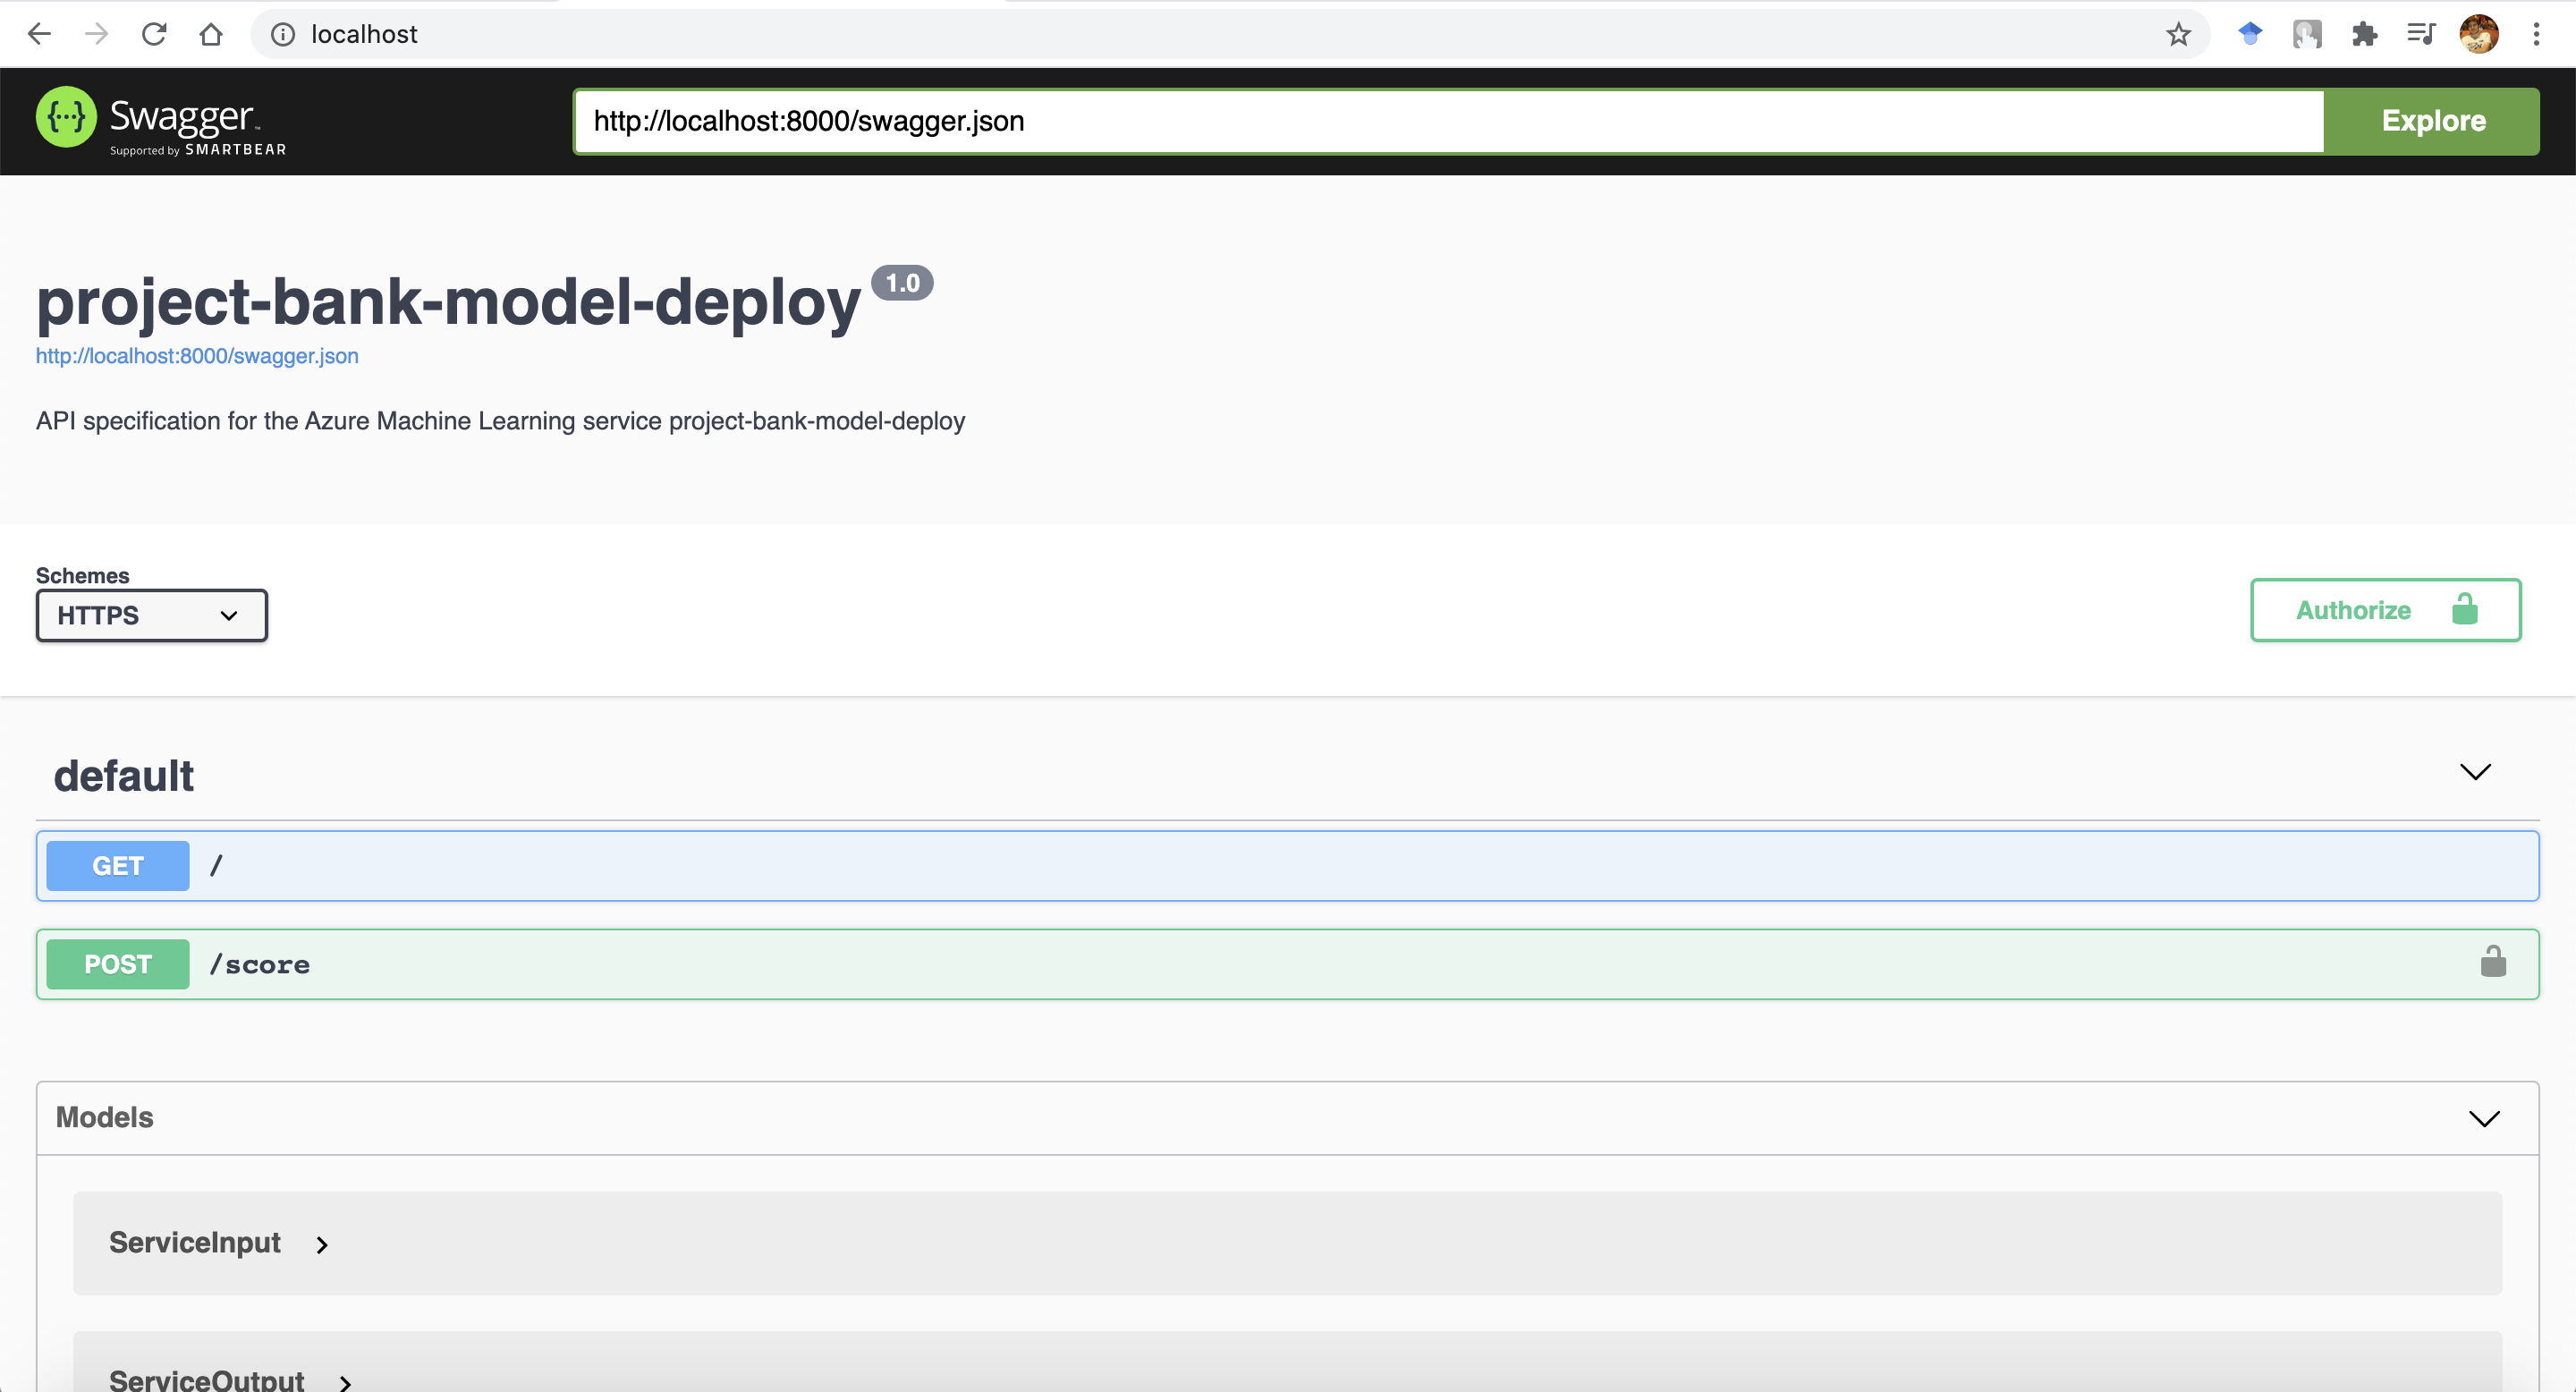 localhost
{...} Swagger™
Supported by SMARTBEAR
http://localhost:8000/swagger.json
Explore
project-bank-model-deploy 1.0
http://localhost:8000/swagger.json
API specification for the Azure Machine Learning service project-bank-model-deploy
Schemes
HTTPS
Authorize
default
GET /
POST /score
Models
ServiceInput
ServiceOutput